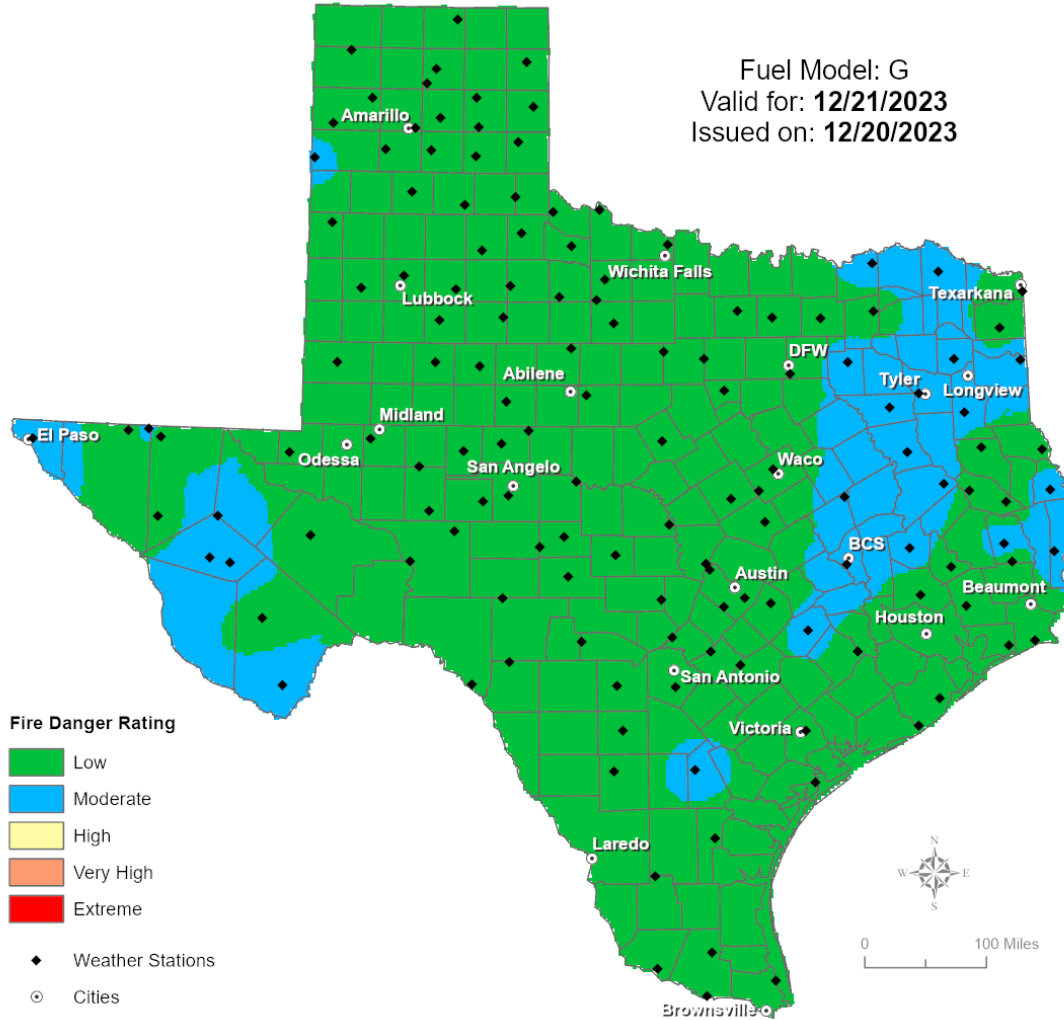 Fuel Model: G
Valid for: 12/21/2023
Issued on: 12/20/2023
Amarillo
Wichita Falls
Lubbock
Texarkana
DFW
Abilene
Tyler
Longview
Midland
El Paso
Odessa
San Angelo
Waco
BCS
Austin
Beaumont
Houston
San Antonio
Victoria
Laredo
Brownsville
Fire Danger Rating
Low
Moderate
High
Very High
Extreme
Weather Stations
Cities
N
W
E
S
0 100 Miles